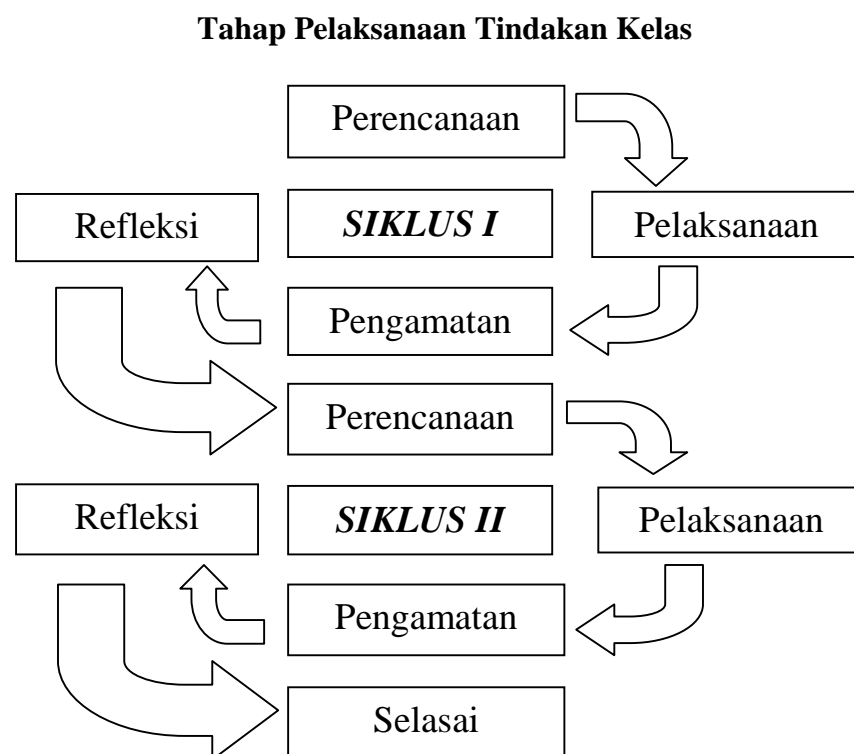 Tahap Pelaksanaan Tindakan Kelas
Perencanaan
Refleksi
SIKLUS I
Pelaksanaan
Pengamatan
Perencanaan
Refleksi
SIKLUS II
Pelaksanaan
Pengamatan
Selasai